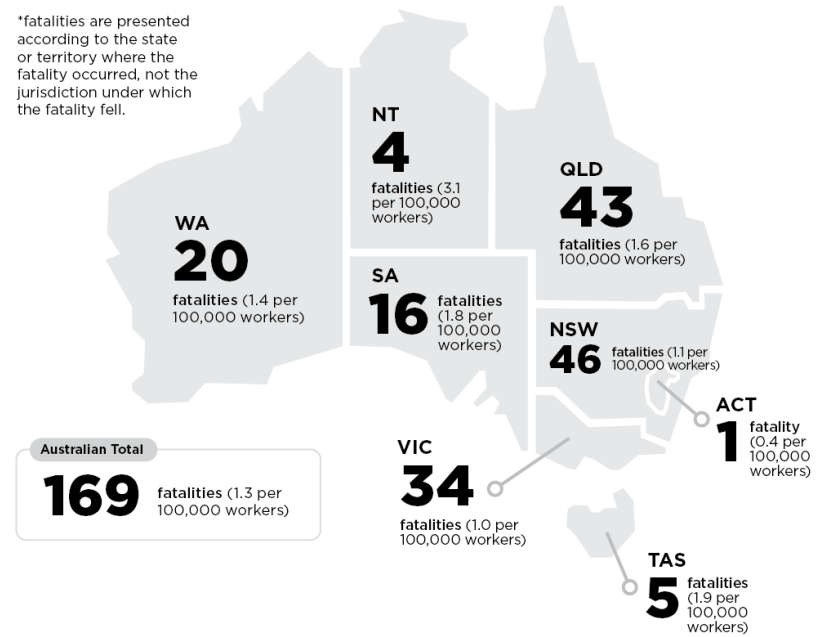 *fatalities are presented
according to the state
or territory where the
fatality occurred, not the
jurisdiction under which
the fatality fell.
NT
4
fatalities (3.1
per 100,000
workers)
QLD
43
fatalities (1.6 per
100,000 workers)
WA
20
fatalities (1.4 per
100,000 workers)
SA
16
fatalities
(1.8 per
100,000
workers)
NSW
46
fatalities (1.1 per
100,000 workers)
ACT
1
fatality
(0.4 per
100,000
workers)
Australian Total
169
fatalities (1.3 per
100,000 workers)
VIC
34
fatalities (1.0 per
100,000 workers)
TAS
5
fatalities
(1.9 per
100,000
workers)